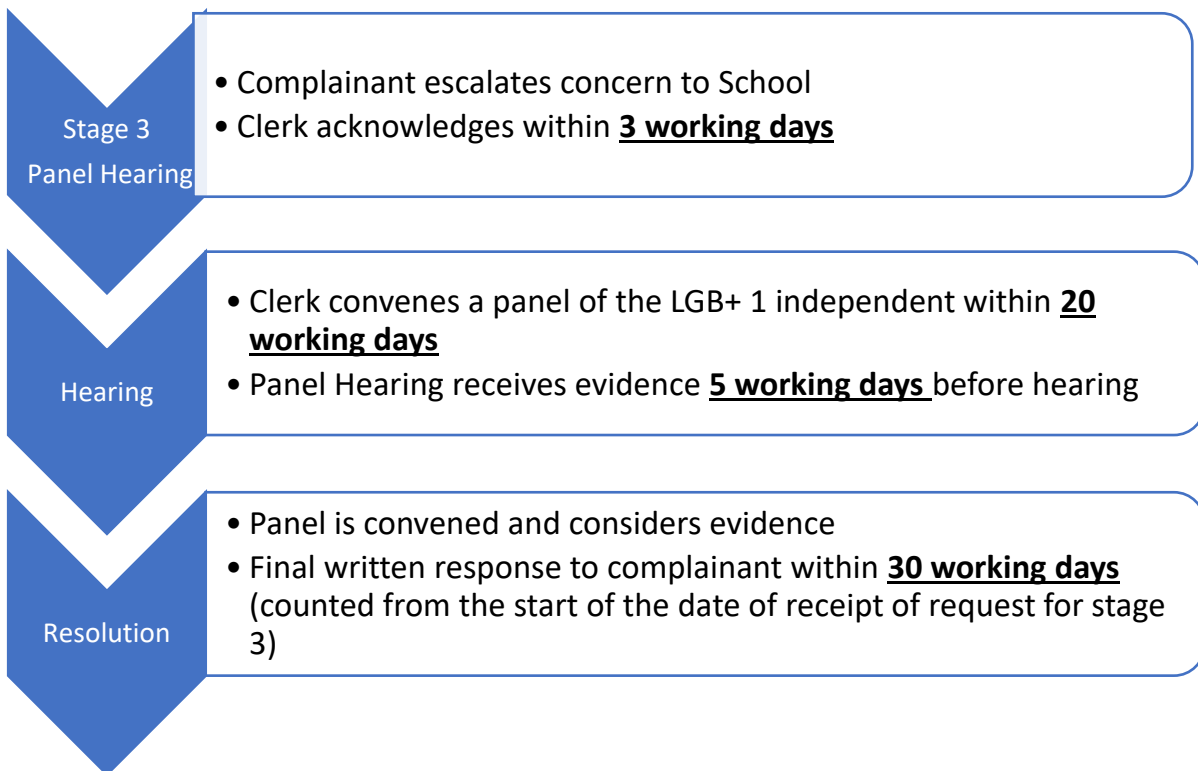 Stage 3
Panel Hearing
• Complainant escalates concern to School
• Clerk acknowledges within 3 working days
Hearing
• Clerk convenes a panel of the LGB+ 1 independent within 20
working days
• Panel Hearing receives evidence 5 working days before hearing
Resolution
• Panel is convened and considers evidence
• Final written response to complainant within 30 working days
(counted from the start of the date of receipt of request for stage
3)